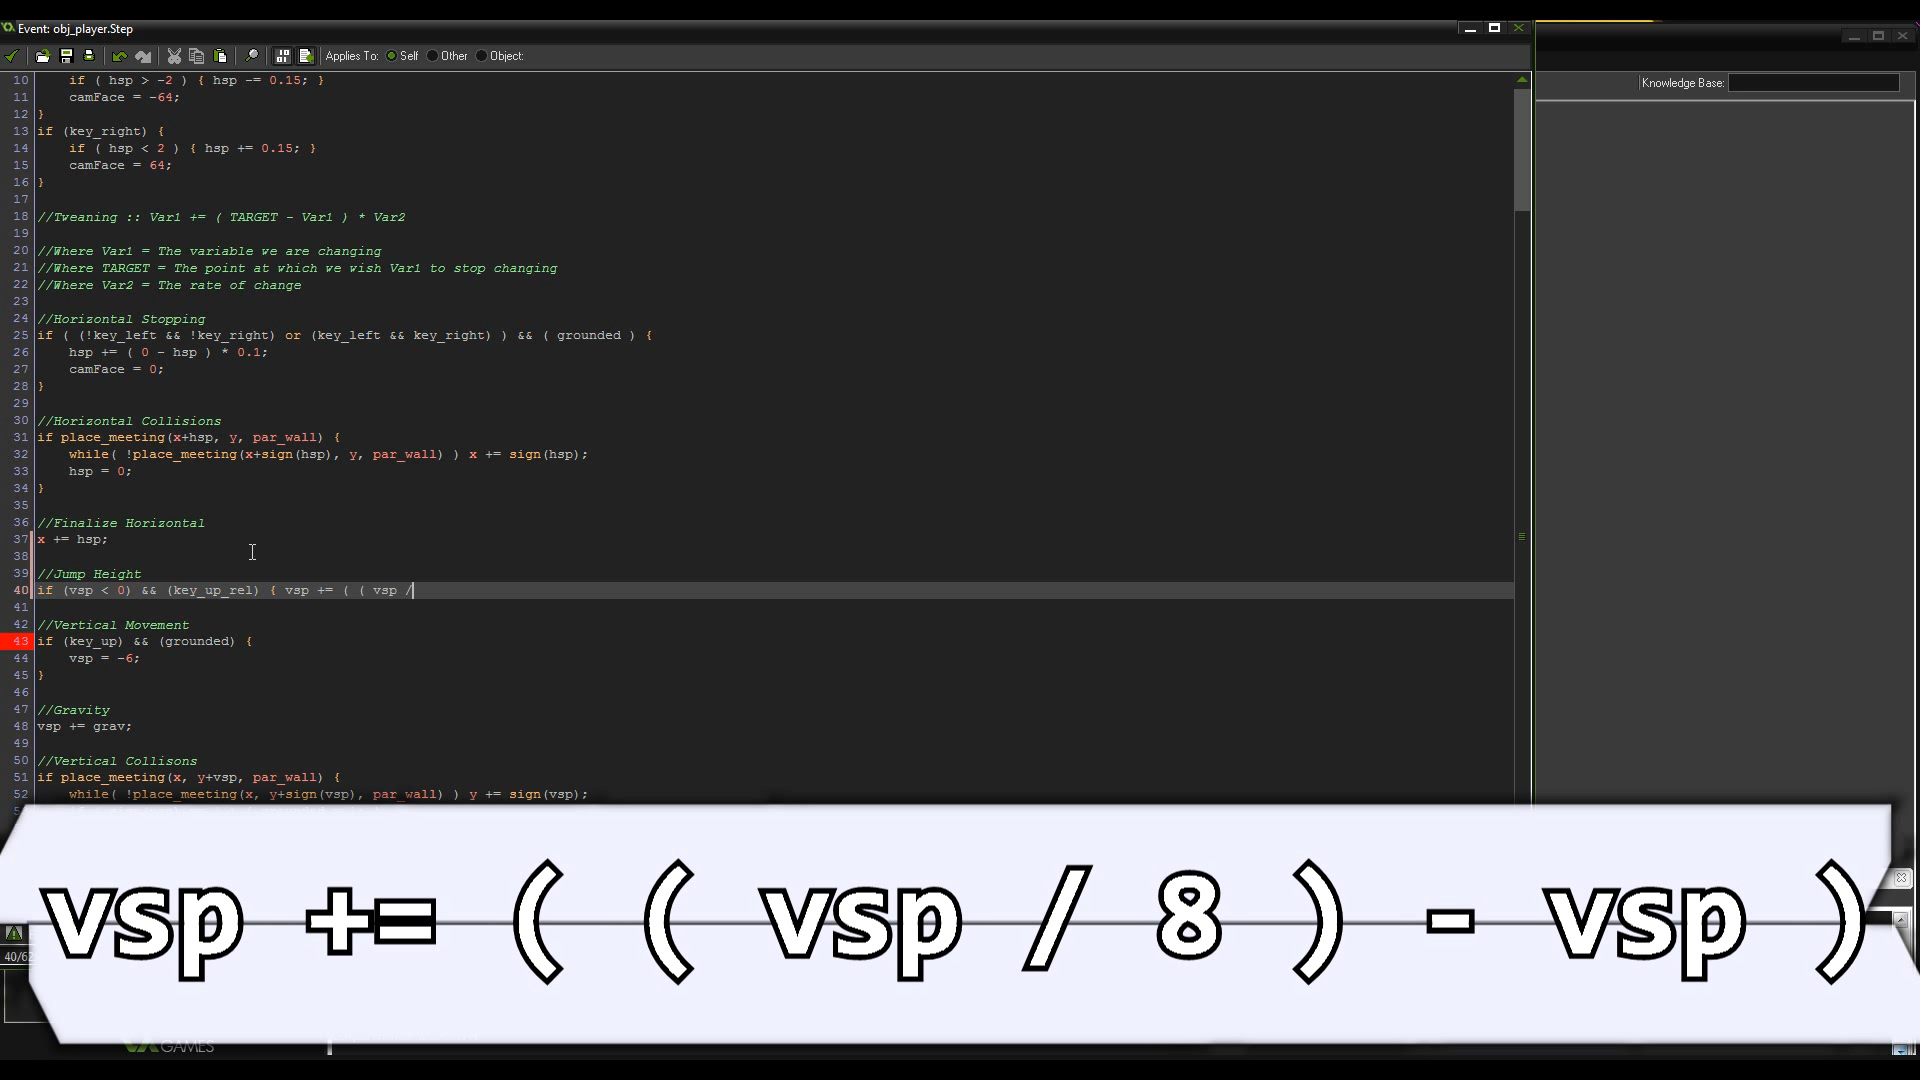 Event: obj_player.Step
Applies To: Self Other Object:
Knowledge Base:
10 if ( hsp > -2 ) { hsp -= 0.15; }
11 camFace = -64;
12 }
13 if (key_right) {
14 if ( hsp < 2 ) { hsp += 0.15; }
15 camFace = 64;
16 }
17
18 //Tweaning :: Var1 += ( TARGET - Var1 ) * Var2
19
20 //Where Var1 = The variable we are changing
21 //Where TARGET = The point at which we wish Var1 to stop changing
22 //Where Var2 = The rate of change
23
24 //Horizontal Stopping
25 if ( (!key_left && !key_right) or (key_left && key_right) ) && ( grounded ) {
26 hsp += ( 0 - hsp ) * 0.1;
27 camFace = 0;
28 }
29
30 //Horizontal Collisions
31 if place_meeting(x+hsp, y, par_wall) {
32 while( !place_meeting(x+sign(hsp), y, par_wall) ) x += sign(hsp);
33 hsp = 0;
34 }
35
36 //Finalize Horizontal
37 x += hsp;
38
39 //Jump Height
40 if (vsp < 0) && (key_up_rel) { vsp += ( ( vsp /
41
42 //Vertical Movement
43 if (key_up) && (grounded) {
44 vsp = -6;
45 }
46
47 //Gravity
48 vsp += grav;
49
50 //Vertical Collisons
51 if place_meeting(x, y+vsp, par_wall) {
52 while( !place_meeting(x, y+sign(vsp), par_wall) ) y += sign(vsp);
vsp += ( ( vsp / 8 ) - vsp )
40/62
GAMES